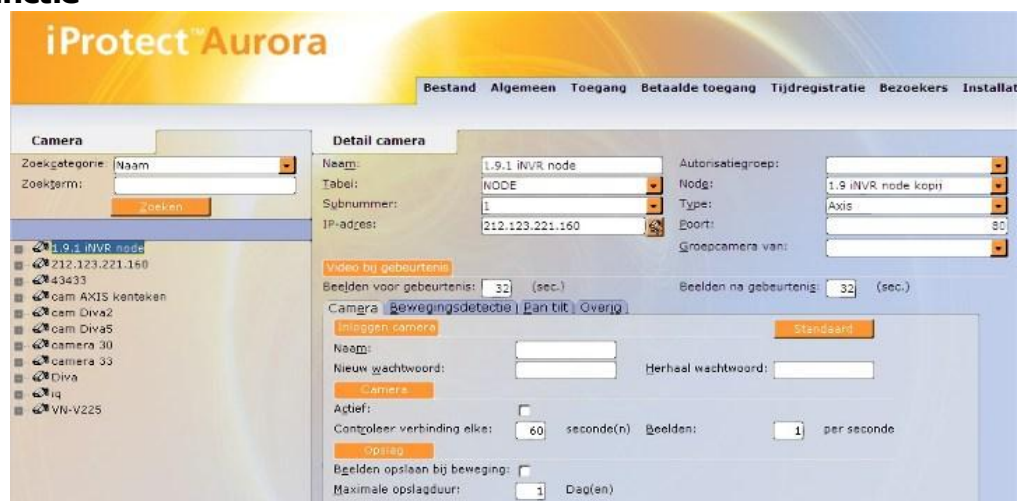 iProtect™Aurora
Bestand Algemeen Toegang Betaalde toegang Tijdregistratie Bezoekers Installat
Camera
Zoekcategorie: Naam
Zoekterm:
Zoeken
1.9.1 iNVR node
212.123.221.160
43433
cam AXIS kenteken
cam Diva2
cam Diva5
camera 30
camera 33
Diva
iq
VN-V225
Detail camera
Naam: 1.9.1 iNVR node Autorisatiegroep:
Tabel: NODE Node: 1.9 iNVR node kopij
Subnummer: 1 Type: Axis
IP-adres: 212.123.221.160 Poort: 80
Groepcamera van:
Video bij gebeurtenis
Beelden voor gebeurtenis: 32 (sec.) Beelden na gebeurtenis: 32 (sec.)
Camera Bewegingsdetectie Pan tilt Overig
Inloggen camera Standaard
Naam:
Nieuw wachtwoord: Herhaal wachtwoord:
Camera
Actief:
Controleer verbinding elke: 60 seconde(n) Beelden: 1 per seconde
Opslag
Beelden opslaan bij beweging:
Maximale opslagduur: 1 Dag(en)